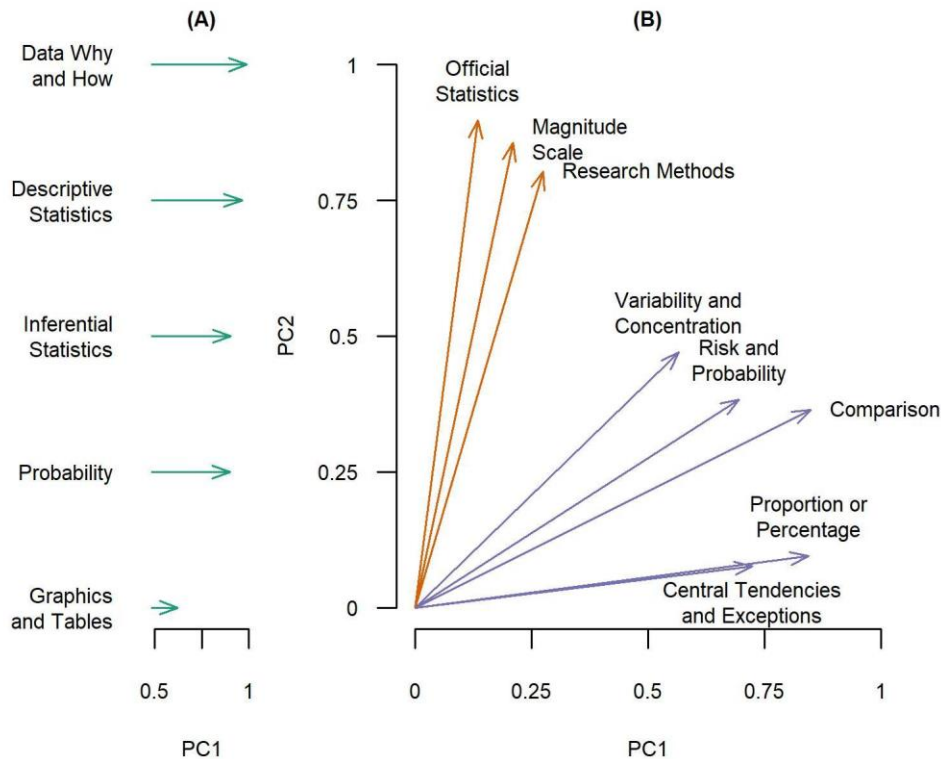 (A)
Data Why
and How
Descriptive
Statistics
Inferential
Statistics
Probability
Graphics
and Tables
0.5
1
PC1
(B)
PC2
1
0.75
0.5
0.25
0
Official
Statistics
Magnitude
Scale
Research Methods
Variability and
Concentration
Risk and
Probability
Comparison
Proportion or
Percentage
Central Tendencies
and Exceptions
0
0.25
0.5
0.75
1
PC1